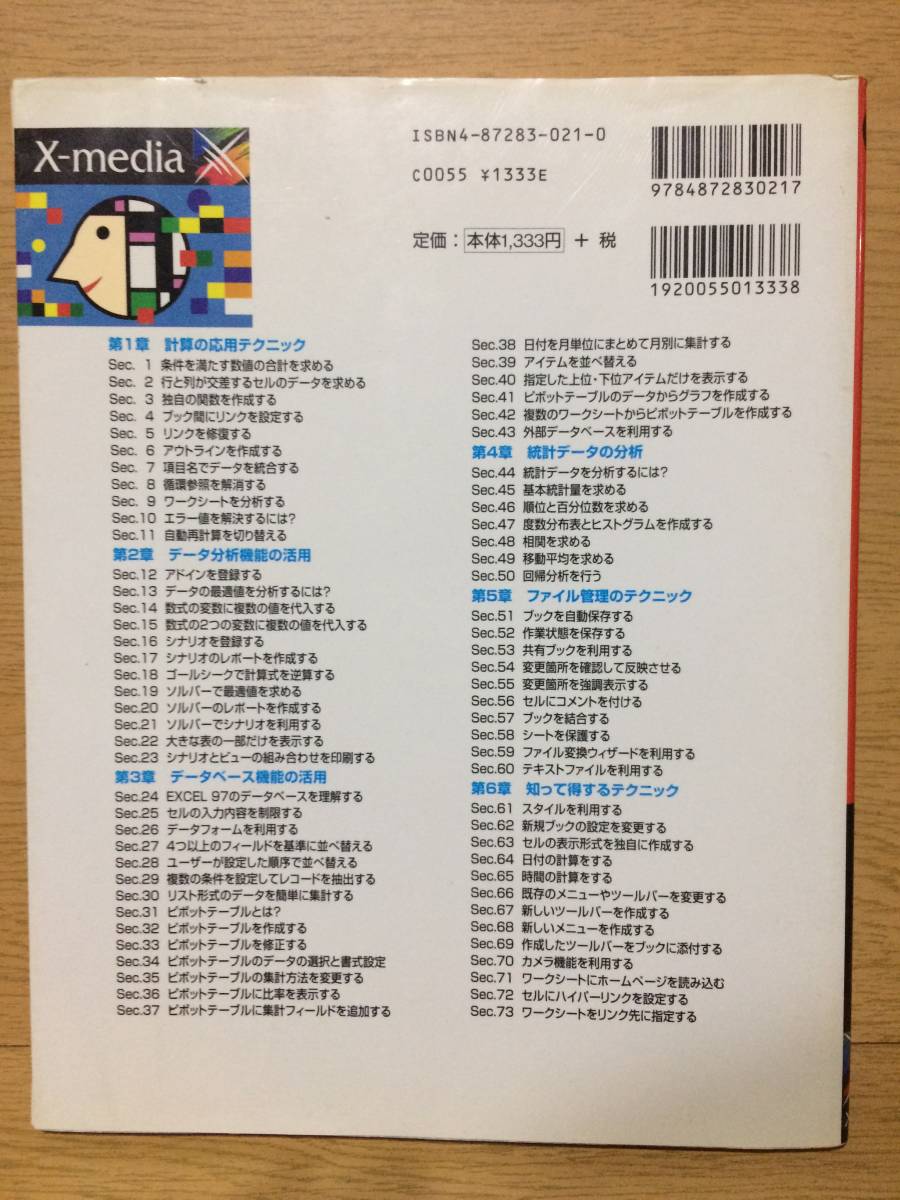 X-media
ISBN4-87283-021-0
C0055 ¥1333E
9784872830217
定価：本体1,333円 + 税
1920055013338
第1章 計算の応用テクニック
Sec. 1 条件を満たす数値の合計を求める
Sec. 2 行と列が交差するセルのデータを求める
Sec. 3 独自の関数を作成する
Sec. 4 ブック間にリンクを設定する
Sec. 5 リンクを修復する
Sec. 6 アウトラインを作成する
Sec. 7 項目名でデータを統合する
Sec. 8 循環参照を解消する
Sec. 9 ワークシートを分析する
Sec.10 エラー値を解決するには?
Sec.11 自動再計算を切り替える
第2章 データ分析機能の活用
Sec.12 アドインを登録する
Sec.13 データの最適値を分析するには?
Sec.14 数式の変数に複数の値を代入する
Sec.15 数式の2つの変数に複数の値を代入する
Sec.16 シナリオを登録する
Sec.17 シナリオのレポートを作成する
Sec.18 ゴールシークで計算式を逆算する
Sec.19 ソルバーで最適値を求める
Sec.20 ソルバーのレポートを作成する
Sec.21 ソルバーでシナリオを利用する
Sec.22 大きな表の一部だけを表示する
Sec.23 シナリオとビューの組み合わせを印刷する
第3章 データベース機能の活用
Sec.24 EXCEL 97のデータベースを理解する
Sec.25 セルの入力内容を制限する
Sec.26 データフォームを利用する
Sec.27 4つ以上のフィールドを基準に並べ替える
Sec.28 ユーザーが設定した順序で並べ替える
Sec.29 複数の条件を設定してレコードを抽出する
Sec.30 リスト形式のデータを簡単に集計する
Sec.31 ピボットテーブルとは?
Sec.32 ピボットテーブルを作成する
Sec.33 ピボットテーブルを修正する
Sec.34 ピボットテーブルのデータの選択と書式設定
Sec.35 ピボットテーブルの集計方法を変更する
Sec.36 ピボットテーブルに比率を表示する
Sec.37 ピボットテーブルに集計フィールドを追加する
Sec.38 日付を月単位にまとめて月別に集計する
Sec.39 アイテムを並べ替える
Sec.40 指定した上位・下位アイテムだけを表示する
Sec.41 ピボットテーブルのデータからグラフを作成する
Sec.42 複数のワークシートからピボットテーブルを作成する
Sec.43 外部データベースを利用する
第4章 統計データの分析
Sec.44 統計データを分析するには?
Sec.45 基本統計量を求める
Sec.46 順位と百分位数を求める
Sec.47 度数分布表とヒストグラムを作成する
Sec.48 相関を求める
Sec.49 移動平均を求める
Sec.50 回帰分析を行う
第5章 ファイル管理のテクニック
Sec.51 ブックを自動保存する
Sec.52 作業状態を保存する
Sec.53 共有ブックを利用する
Sec.54 変更箇所を確認して反映させる
Sec.55 変更箇所を強調表示する
Sec.56 セルにコメントを付ける
Sec.57 ブックを結合する
Sec.58 シートを保護する
Sec.59 ファイル変換ウィザードを利用する
Sec.60 テキストファイルを利用する
第6章 知って得するテクニック
Sec.61 スタイルを利用する
Sec.62 新規ブックの設定を変更する
Sec.63 セルの表示形式を独自に作成する
Sec.64 日付の計算をする
Sec.65 時間の計算をする
Sec.66 既存のメニューやツールバーを変更する
Sec.67 新しいツールバーを作成する
Sec.68 新しいメニューを作成する
Sec.69 作成したツールバーをブックに添付する
Sec.70 カメラ機能を利用する
Sec.71 ワークシートにホームページを読み込む
Sec.72 セルにハイパーリンクを設定する
Sec.73 ワークシートをリンク先に指定する